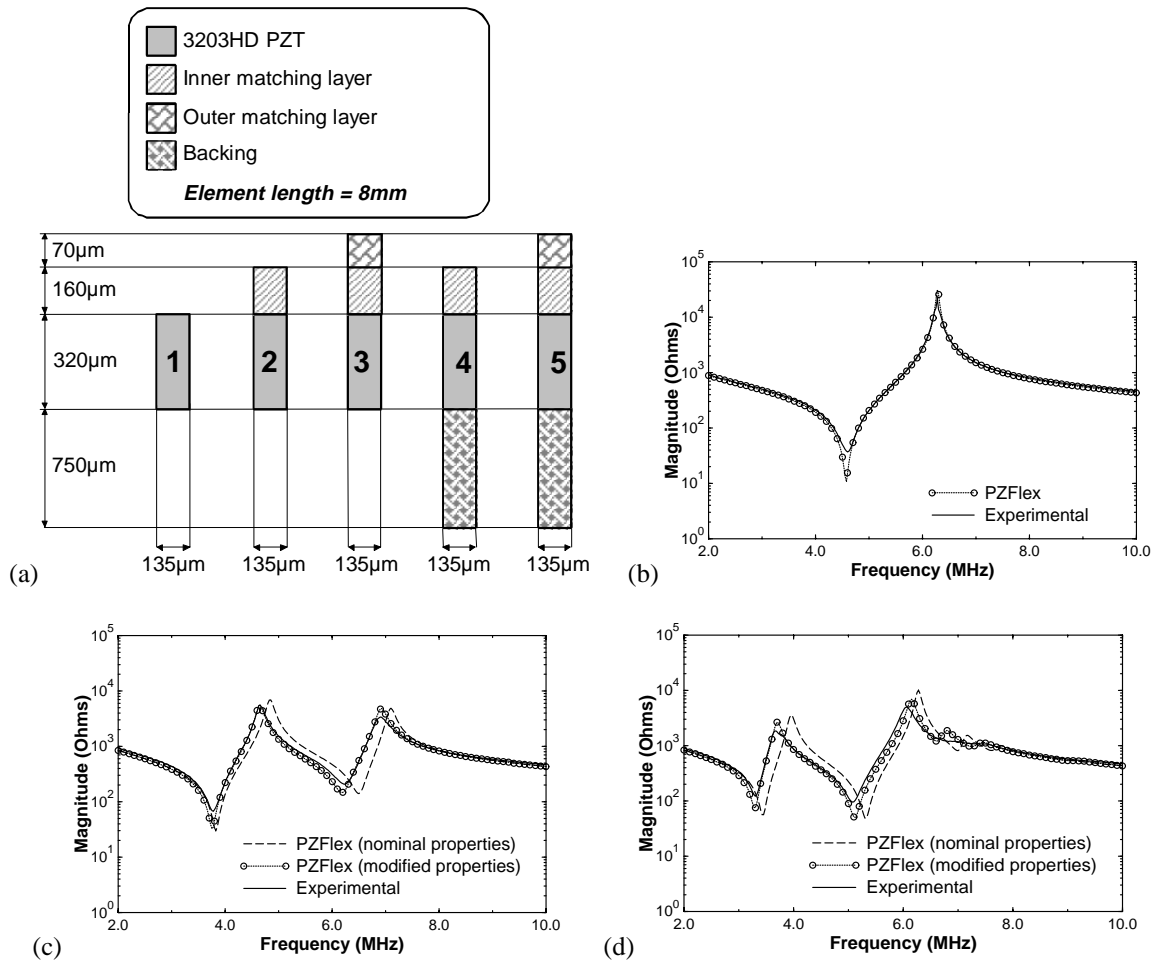 3203HD PZT
Inner matching layer
Outer matching layer
Backing
Element length = 8mm
70µm
160µm
320µm
750µm
1
2
3
4
5
135µm 135µm 135µm 135µm 135µm
(a)
Magnitude (Ohms)
10^5
10^4
10^3
10^2
10^1
10^0
PZFlex
Experimental
2.0 4.0 6.0 8.0 10.0
Frequency (MHz)
(b)
Magnitude (Ohms)
10^5
10^4
10^3
10^2
10^1
10^0
PZFlex (nominal properties)
PZFlex (modified properties)
Experimental
2.0 4.0 6.0 8.0 10.0
Frequency (MHz)
(c)
Magnitude (Ohms)
10^5
10^4
10^3
10^2
10^1
10^0
PZFlex (nominal properties)
PZFlex (modified properties)
Experimental
2.0 4.0 6.0 8.0 10.0
Frequency (MHz)
(d)